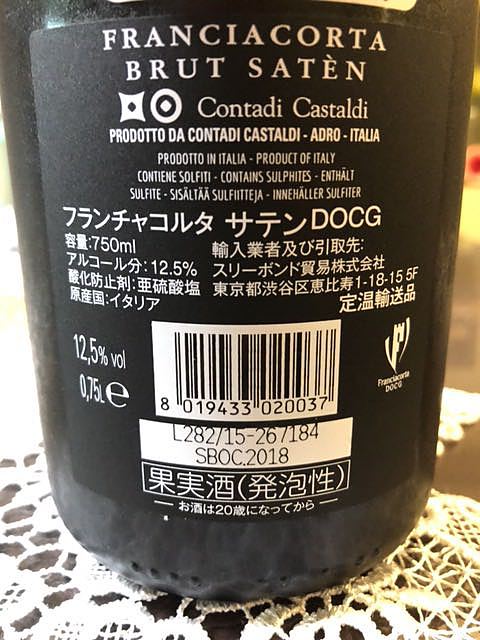 FRANCIACORTA
BRUT SATÈN
Contadi Castaldi
PRODOTTO DA CONTADI CASTALDI - ADRO - ITALIA
PRODOTTO IN ITALIA - PRODUCT OF ITALY
CONTIENE SOLFITI - CONTAINS SULPHITES - ENTHÄLT
SULFITE - SISÄLTÄÄ SULFIITTEJA - INNEHÅLLER SULFITER
フランチャコルタ サテンDOCG
容量:750ml
アルコール分:12.5%
酸化防止剤:亜硫酸塩
原産国:イタリア
輸入業者及び引取先:
スリーボンド貿易株式会社
東京都渋谷区恵比寿1-18-15 5F
定温輸送品
12,5% vol
0,75L e
Franciacorta
DOCG
8 019433 020037
L282/15-267184
SBOC.2018
果実酒(発泡性)
お酒は20歳になってから